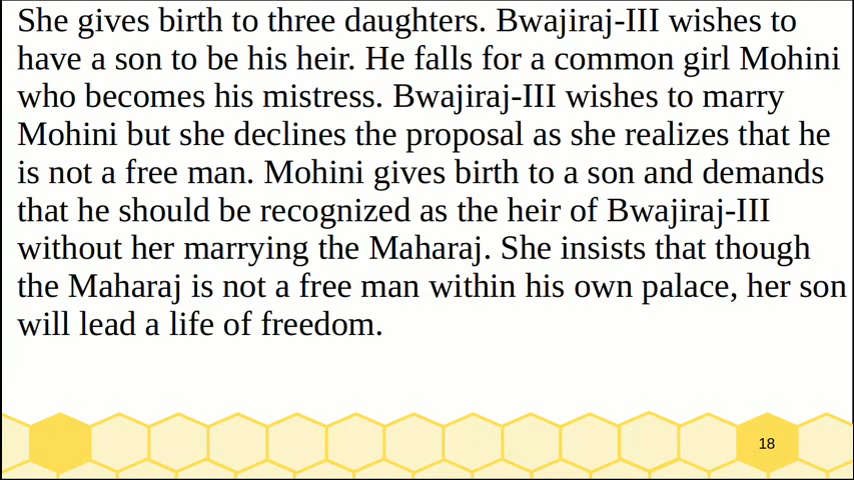 She gives birth to three daughters. Bwajiraj-III wishes to
have a son to be his heir. He falls for a common girl Mohini
who becomes his mistress. Bwajiraj-III wishes to marry
Mohini but she declines the proposal as she realizes that he
is not a free man. Mohini gives birth to a son and demands
that he should be recognized as the heir of Bwajiraj-III
without her marrying the Maharaj. She insists that though
the Maharaj is not a free man within his own palace, her son
will lead a life of freedom.
18